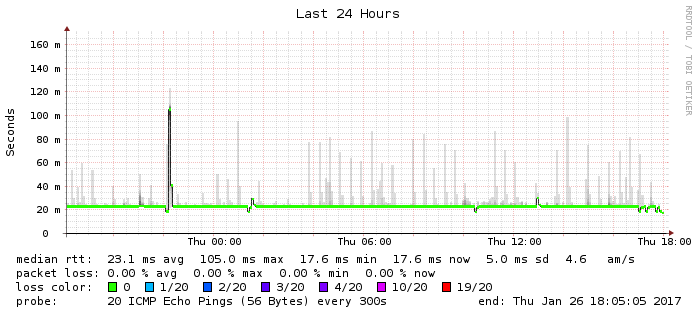 Last 24 Hours
RRDTOOL / TOBI OETIKER
Seconds
160 m
140 m
120 m
100 m
80 m
60 m
40 m
20 m
0
Thu 00:00 Thu 06:00 Thu 12:00 Thu 18:00
median rtt: 23.1 ms avg 105.0 ms max 17.6 ms min 17.6 ms now 5.0 ms sd 4.6 am/s
packet loss: 0.00 % avg 0.00 % max 0.00 % min 0.00 % now
loss color: 0 1/20 2/20 3/20 4/20 10/20 19/20
probe: 20 ICMP Echo Pings (56 Bytes) every 300s end: Thu Jan 26 18:05:05 2017